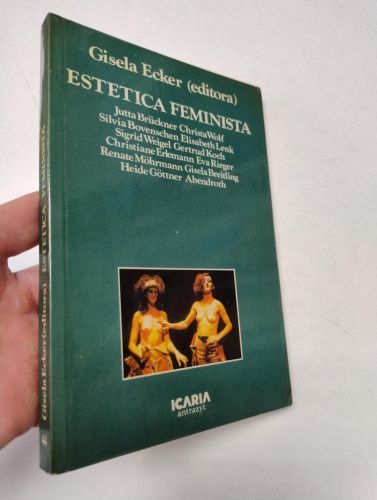 Gisela Ecker (editora)
ESTETICA FEMINISTA
Jutta Brückner Christa Wolf
Silvia Bovenschen Elisabeth Lenk
Sigrid Weigel Gertrud Koch
Christiane Erlemann Eva Rieger
Renate Möhrmann Gisela Breitling
Heide Göttner Abendroth
ICARIA
antrazyt
Gisela Ecker (editora) ESTETICA FEMINISTA